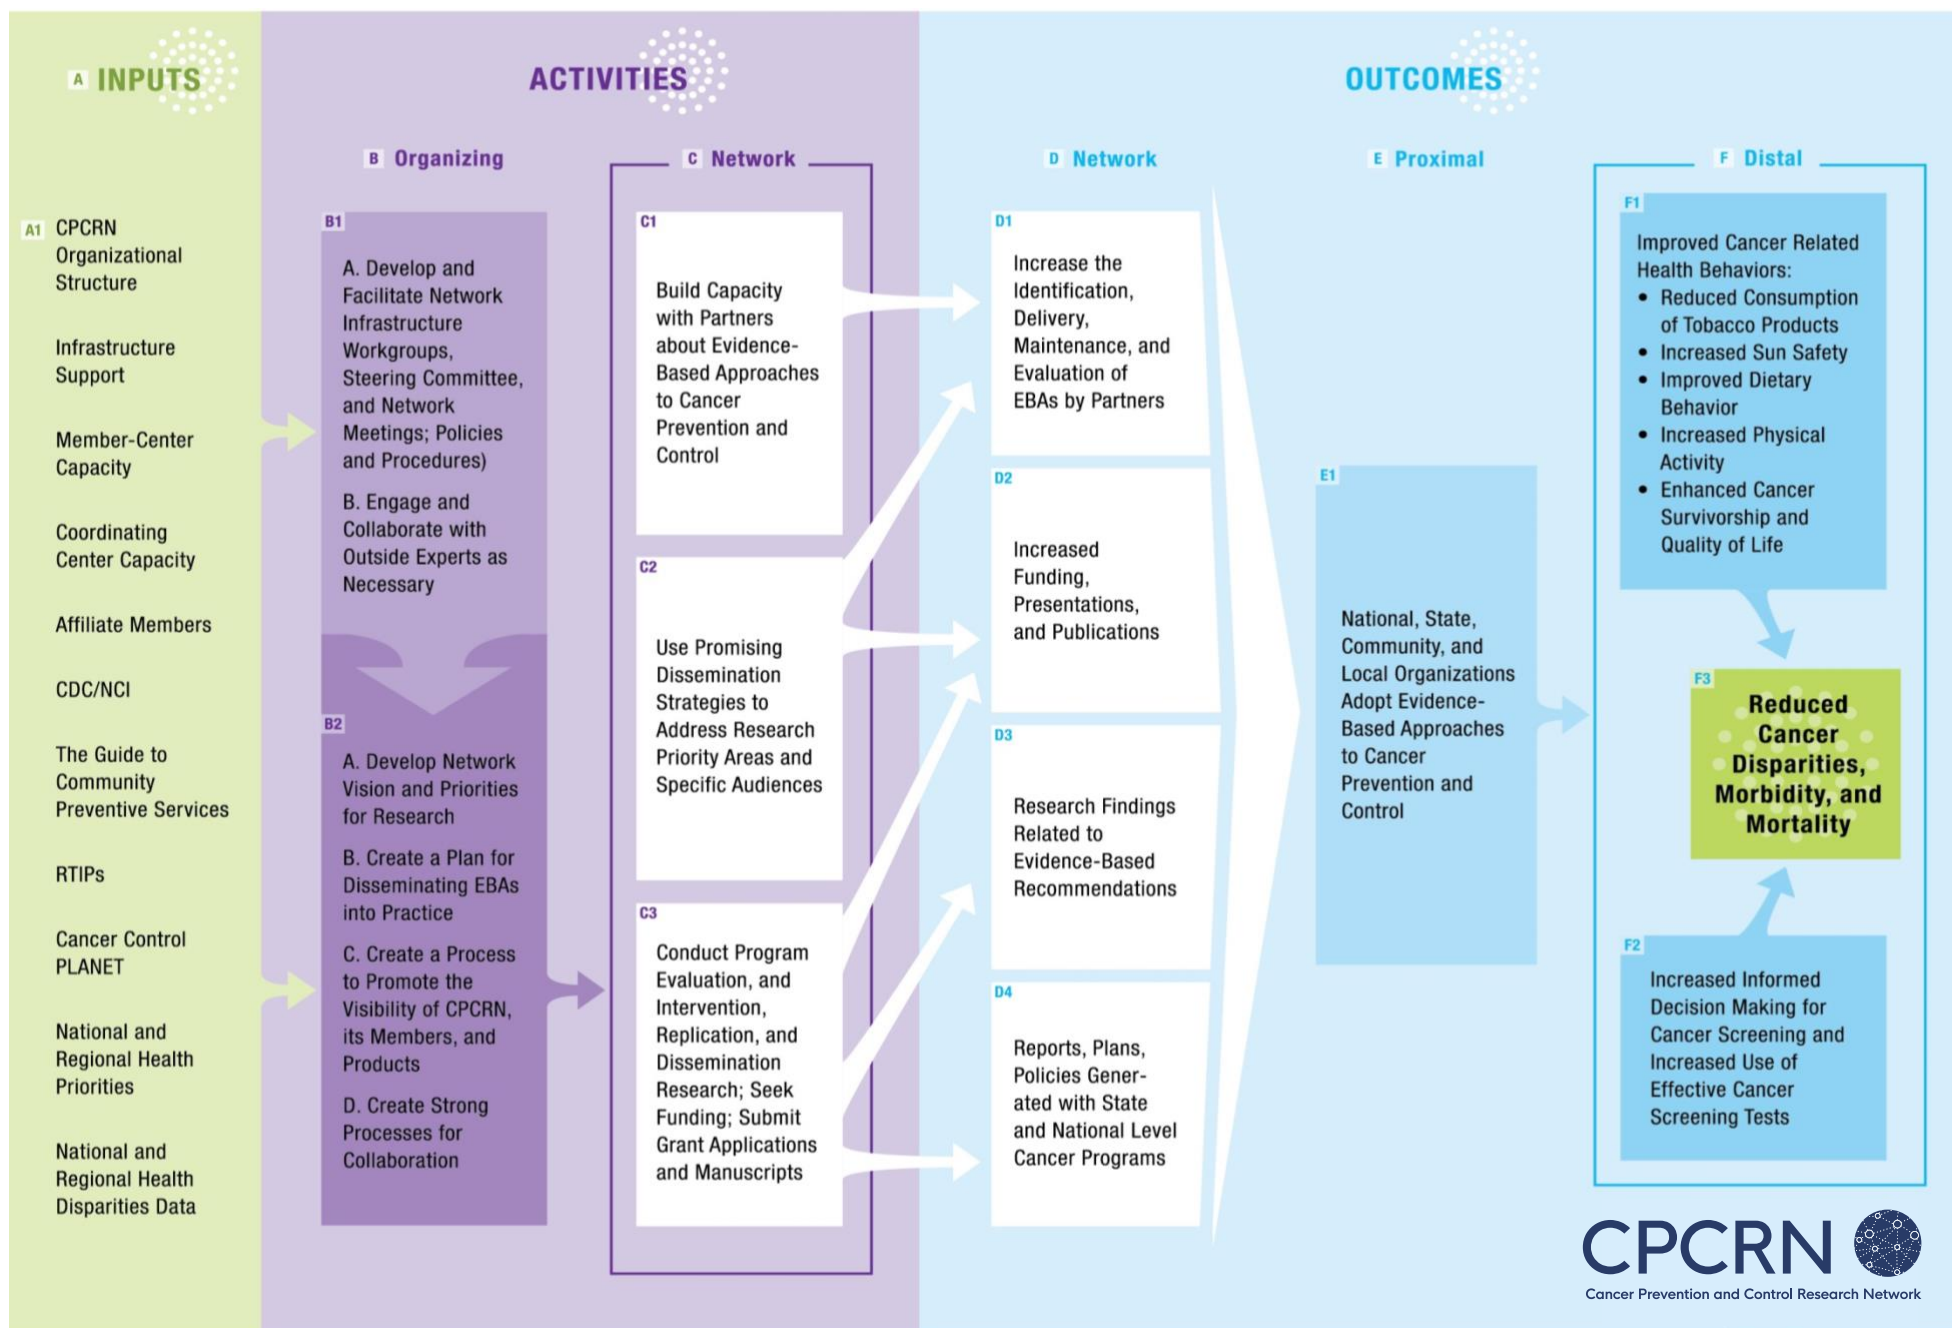 A INPUTS
ACTIVITIES
OUTCOMES
B Organizing
C Network
D Network
E Proximal
F Distal
A1 CPCRN
Organizational
Structure
Infrastructure
Support
Member-Center
Capacity
Coordinating
Center Capacity
Affiliate Members
CDC/NCI
The Guide to
Community
Preventive Services
RTIPs
Cancer Control
PLANET
National and
Regional Health
Priorities
National and
Regional Health
Disparities Data
B1
A. Develop and
Facilitate Network
Infrastructure
Workgroups,
Steering Committee,
and Network
Meetings; Policies
and Procedures)
B. Engage and
Collaborate with
Outside Experts as
Necessary
B2
A. Develop Network
Vision and Priorities
for Research
B. Create a Plan for
Disseminating EBAs
into Practice
C. Create a Process
to Promote the
Visibility of CPCRN,
its Members, and
Products
D. Create Strong
Processes for
Collaboration
C1
Build Capacity
with Partners
about Evidence-
Based Approaches
to Cancer
Prevention and
Control
C2
Use Promising
Dissemination
Strategies to
Address Research
Priority Areas and
Specific Audiences
C3
Conduct Program
Evaluation, and
Intervention,
Replication, and
Dissemination
Research; Seek
Funding; Submit
Grant Applications
and Manuscripts
D1
Increase the
Identification,
Delivery,
Maintenance, and
Evaluation of
EBAs by Partners
D2
Increased
Funding,
Presentations,
and Publications
D3
Research Findings
Related to
Evidence-Based
Recommendations
D4
Reports, Plans,
Policies Gener-
ated with State
and National Level
Cancer Programs
E1
National, State,
Community, and
Local Organizations
Adopt Evidence-
Based Approaches
to Cancer
Prevention and
Control
F1
Improved Cancer Related
Health Behaviors:
• Reduced Consumption
of Tobacco Products
• Increased Sun Safety
• Improved Dietary
Behavior
• Increased Physical
Activity
• Enhanced Cancer
Survivorship and
Quality of Life
F3
Reduced
Cancer
Disparities,
Morbidity, and
Mortality
F2
Increased Informed
Decision Making for
Cancer Screening and
Increased Use of
Effective Cancer
Screening Tests
CPCRN
Cancer Prevention and Control Research Network